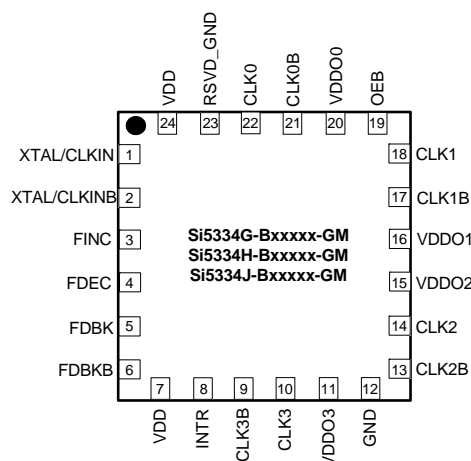 VDD
RSVD_GND
CLK0
CLK0B
VDDO0
OEB
24
23
22
21
20
19
XTAL/CLKIN
1
XTAL/CLKINB
2
FINC
3
FDEC
4
FDBK
5
FDBKB
6
Si5334G-Bxxxxx-GM
Si5334H-Bxxxxx-GM
Si5334J-Bxxxxx-GM
18
CLK1
17
CLK1B
16
VDDO1
15
VDDO2
14
CLK2
13
CLK2B
7
8
9
10
11
12
VDD
INTR
CLK3B
CLK3
VDDO3
GND